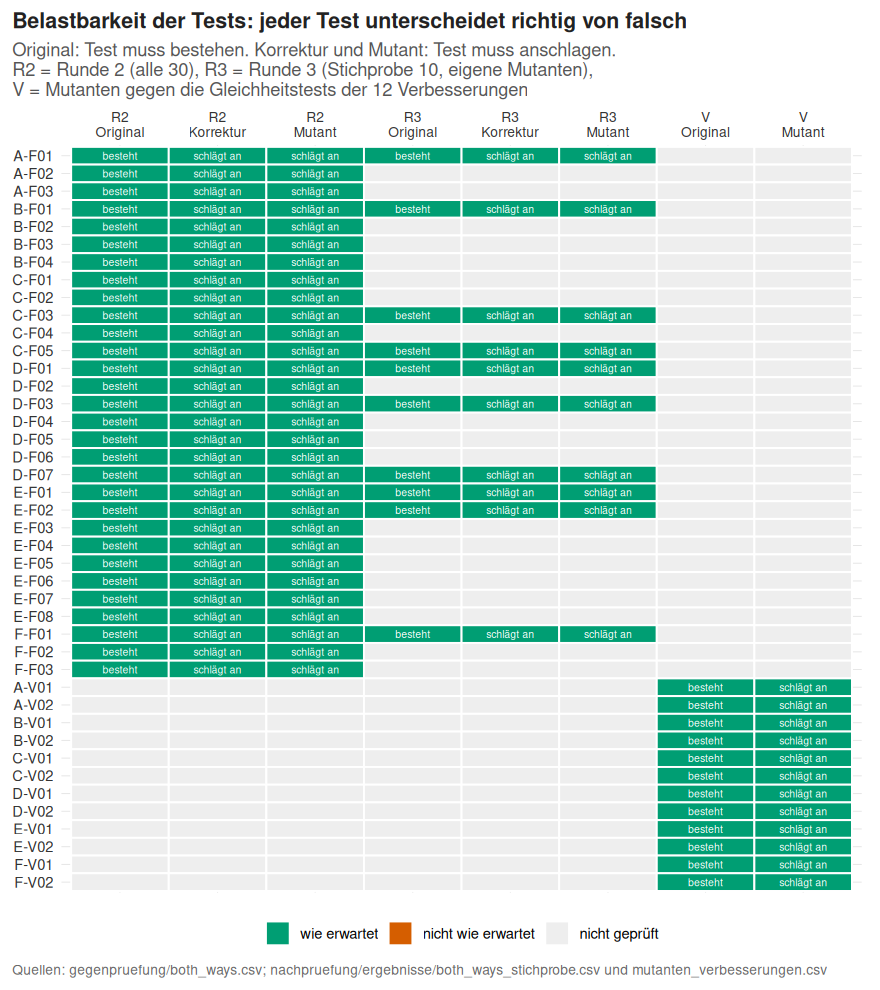 Belastbarkeit der Tests: jeder Test unterscheidet richtig von falsch
Original: Test muss bestehen. Korrektur und Mutant: Test muss anschlagen.
R2 = Runde 2 (alle 30), R3 = Runde 3 (Stichprobe 10, eigene Mutanten),
V = Mutanten gegen die Gleichheitstests der 12 Verbesserungen
R2 R2 R2 R3 R3 R3 V V
Original Korrektur Mutant Original Korrektur Mutant Original Mutant
A-F01 besteht schlägt an schlägt an besteht schlägt an schlägt an
A-F02 besteht schlägt an schlägt an
A-F03 besteht schlägt an schlägt an
B-F01 besteht schlägt an schlägt an besteht schlägt an schlägt an
B-F02 besteht schlägt an schlägt an
B-F03 besteht schlägt an schlägt an
B-F04 besteht schlägt an schlägt an
C-F01 besteht schlägt an schlägt an
C-F02 besteht schlägt an schlägt an
C-F03 besteht schlägt an schlägt an besteht schlägt an schlägt an
C-F04 besteht schlägt an schlägt an
C-F05 besteht schlägt an schlägt an besteht schlägt an schlägt an
D-F01 besteht schlägt an schlägt an besteht schlägt an schlägt an
D-F02 besteht schlägt an schlägt an
D-F03 besteht schlägt an schlägt an besteht schlägt an schlägt an
D-F04 besteht schlägt an schlägt an
D-F05 besteht schlägt an schlägt an
D-F06 besteht schlägt an schlägt an
D-F07 besteht schlägt an schlägt an besteht schlägt an schlägt an
E-F01 besteht schlägt an schlägt an besteht schlägt an schlägt an
E-F02 besteht schlägt an schlägt an besteht schlägt an schlägt an
E-F03 besteht schlägt an schlägt an
E-F04 besteht schlägt an schlägt an
E-F05 besteht schlägt an schlägt an
E-F06 besteht schlägt an schlägt an
E-F07 besteht schlägt an schlägt an
E-F08 besteht schlägt an schlägt an
F-F01 besteht schlägt an schlägt an besteht schlägt an schlägt an
F-F02 besteht schlägt an schlägt an
F-F03 besteht schlägt an schlägt an
A-V01 besteht schlägt an
A-V02 besteht schlägt an
B-V01 besteht schlägt an
B-V02 besteht schlägt an
C-V01 besteht schlägt an
C-V02 besteht schlägt an
D-V01 besteht schlägt an
D-V02 besteht schlägt an
E-V01 besteht schlägt an
E-V02 besteht schlägt an
F-V01 besteht schlägt an
F-V02 besteht schlägt an
wie erwartet nicht wie erwartet nicht geprüft
Quellen: gegenpruefung/both_ways.csv; nachpruefung/ergebnisse/both_ways_stichprobe.csv und mutanten_verbesserungen.csv